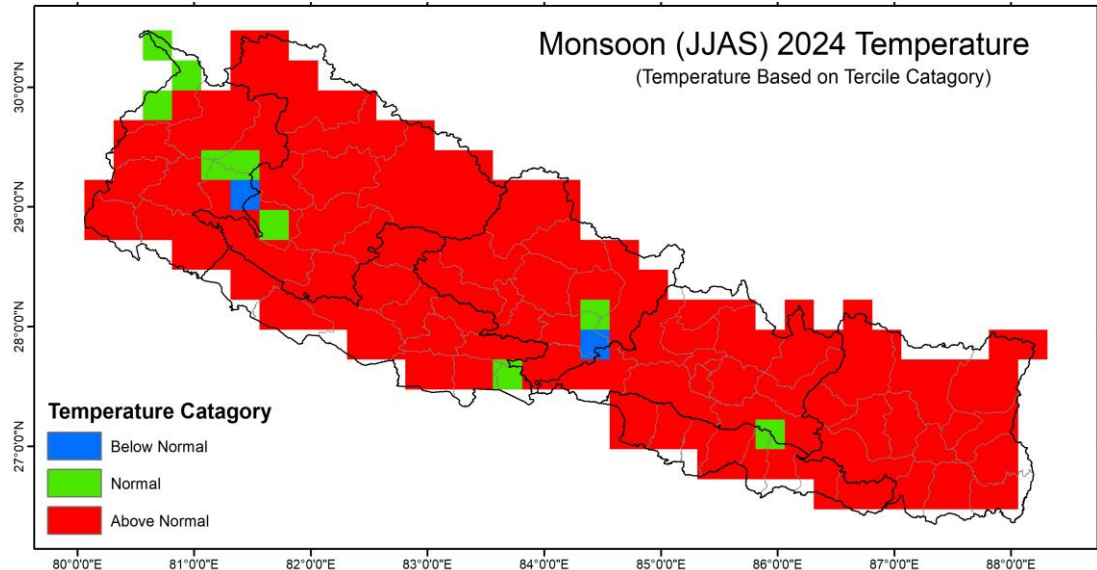 Monsoon (JJAS) 2024 Temperature
(Temperature Based on Tercile Catagory)
30°0'0"N
29°0'0"N
28°0'0"N
27°0'0"N
Temperature Catagory
Below Normal
Normal
Above Normal
80°0'0"E 81°0'0"E 82°0'0"E 83°0'0"E 84°0'0"E 85°0'0"E 86°0'0"E 87°0'0"E 88°0'0"E